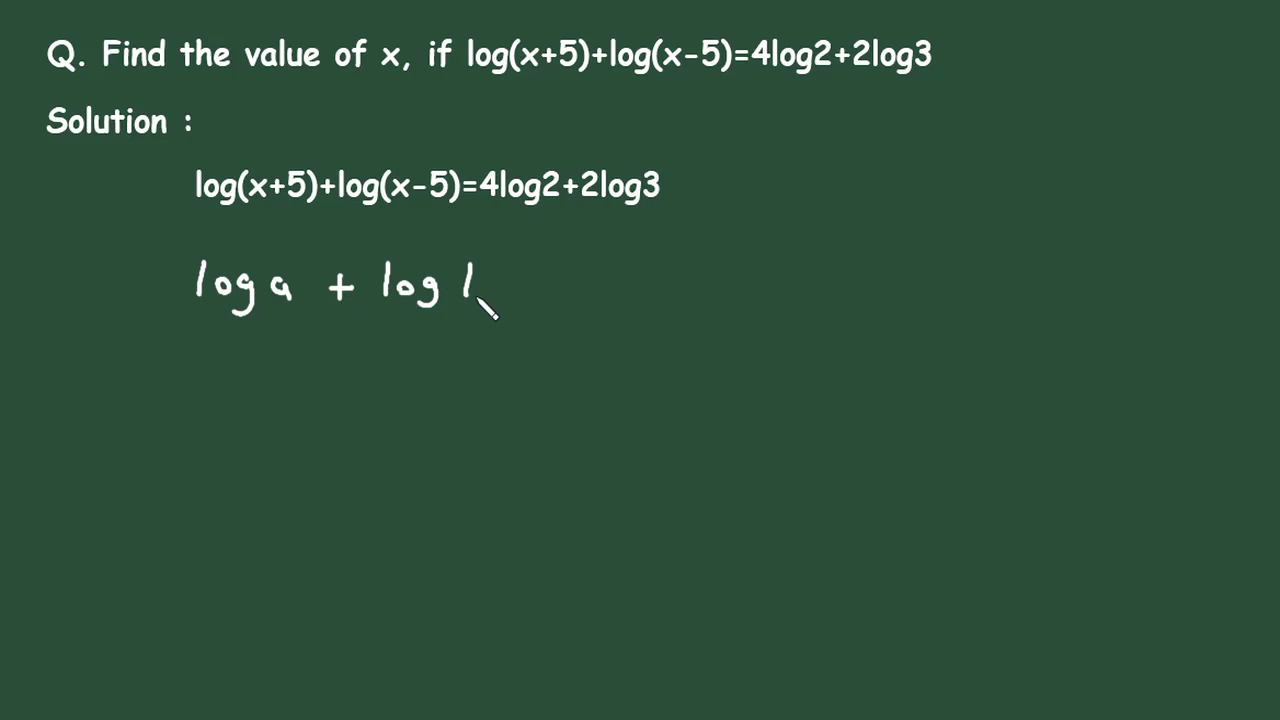 Q. Find the value of x, if log(x+5)+log(x-5)=4log2+2log3
Solution :
log(x+5)+log(x-5)=4log2+2log3
log a + log l